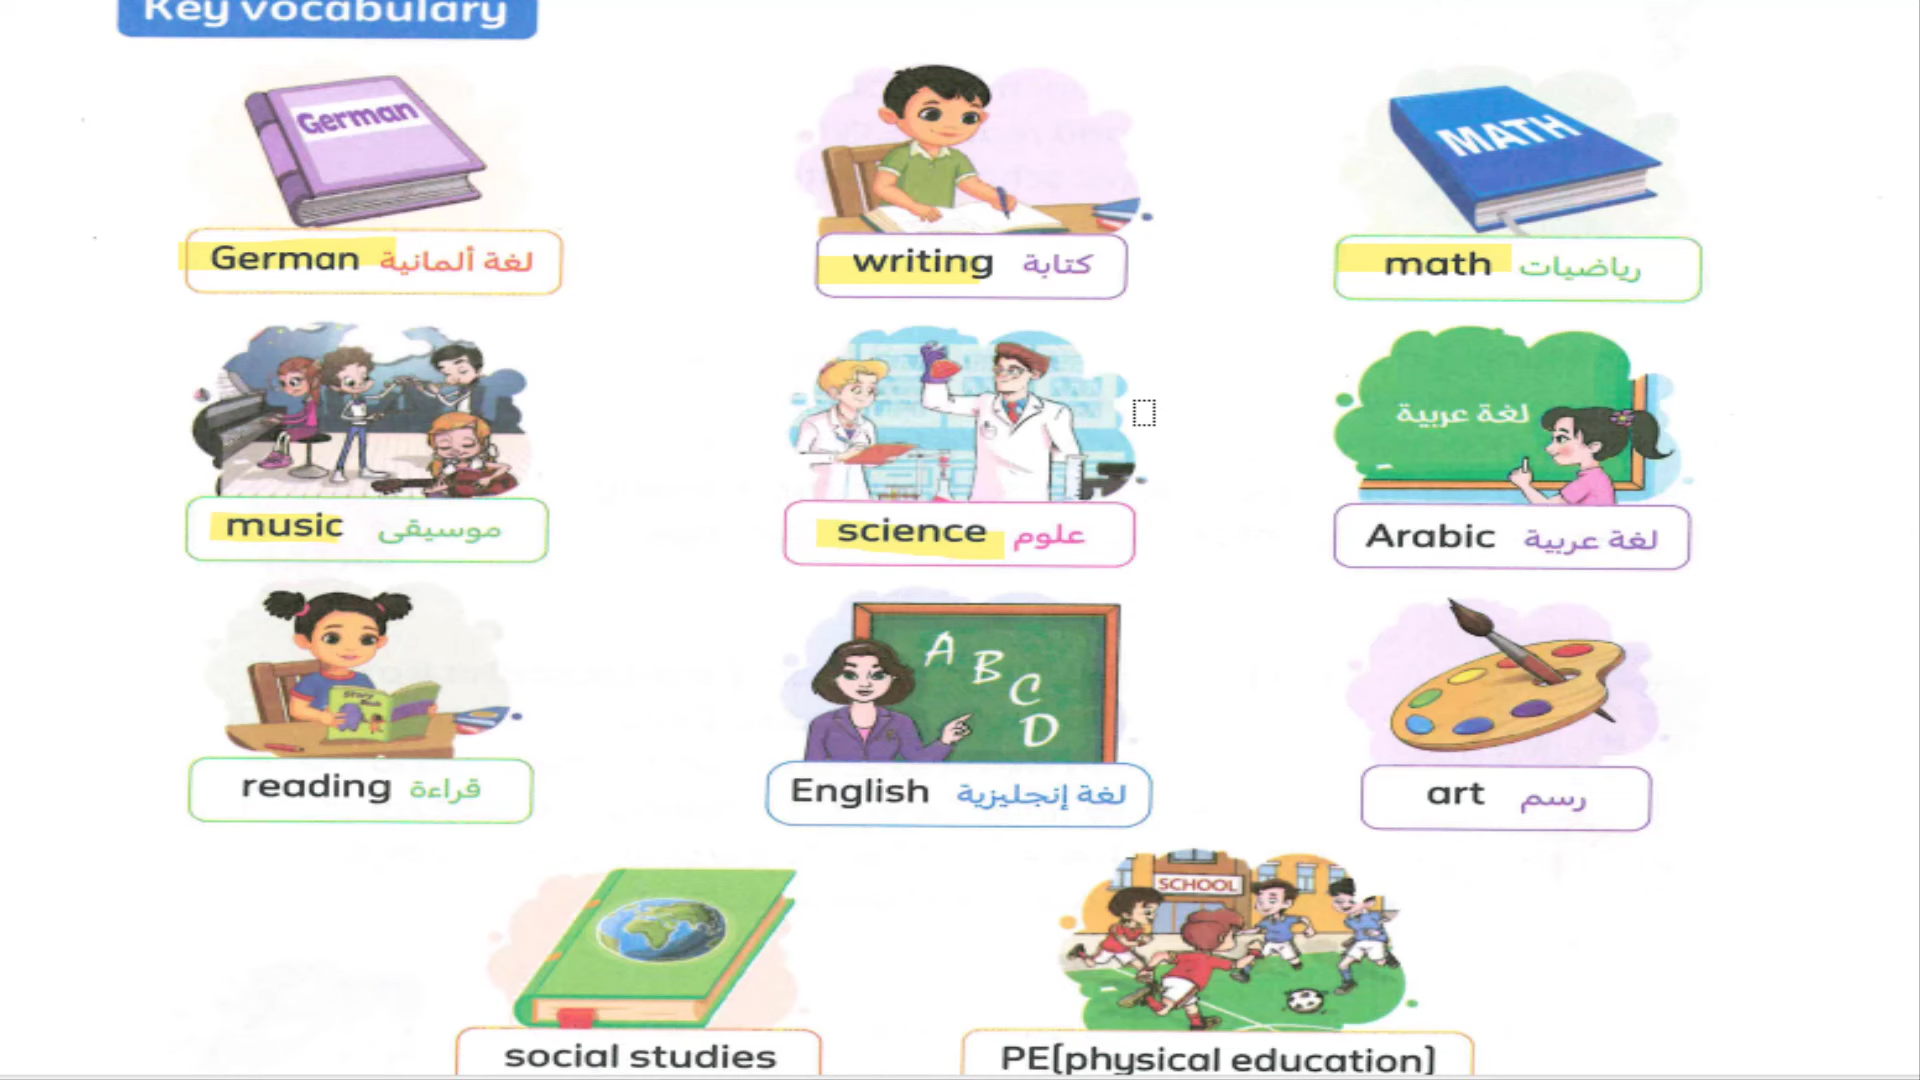 Key vocabulary
German
MATH
German لغة ألمانية
writing كتابة
math رياضيات
لغة عربية
music موسيقى
science علوم
Arabic لغة عربية
A
B
C
D
Story
reading قراءة
English لغة إنجليزية
art رسم
SCHOOL
social studies
PE[physical education]